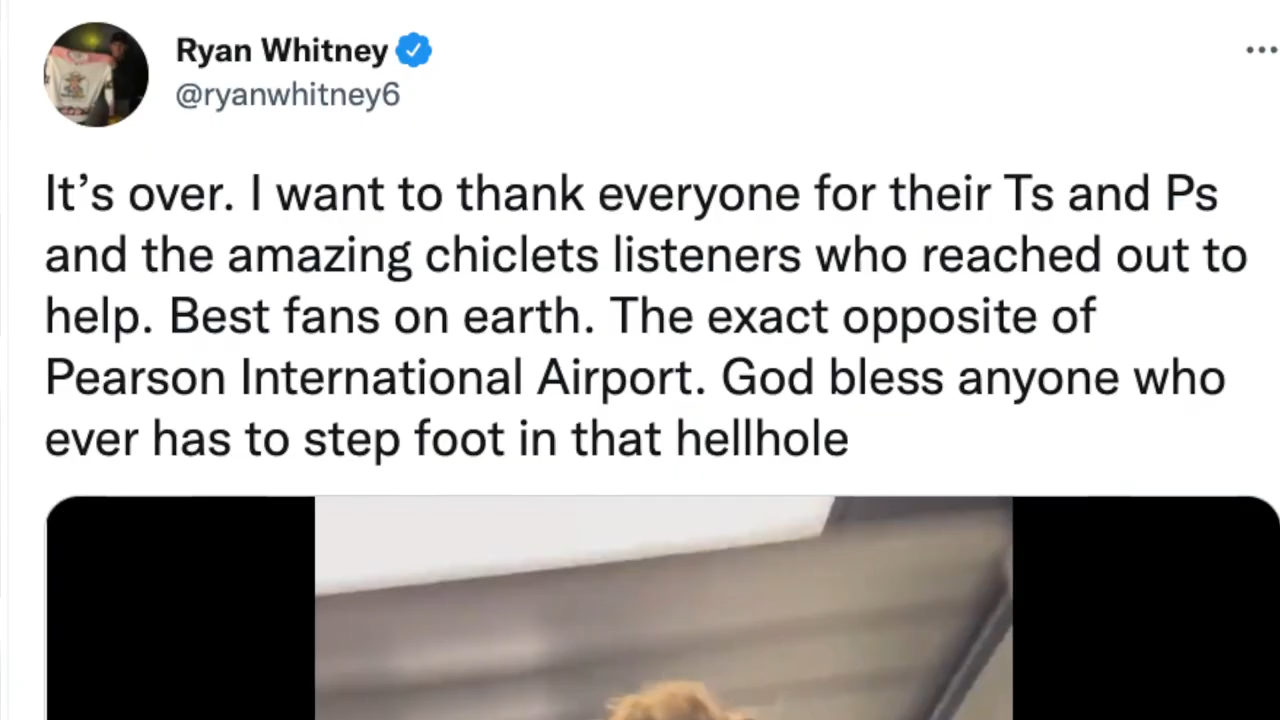 Ryan Whitney
@ryanwhitney6
It’s over. I want to thank everyone for their Ts and Ps
and the amazing chiclets listeners who reached out to
help. Best fans on earth. The exact opposite of
Pearson International Airport. God bless anyone who
ever has to step foot in that hellhole